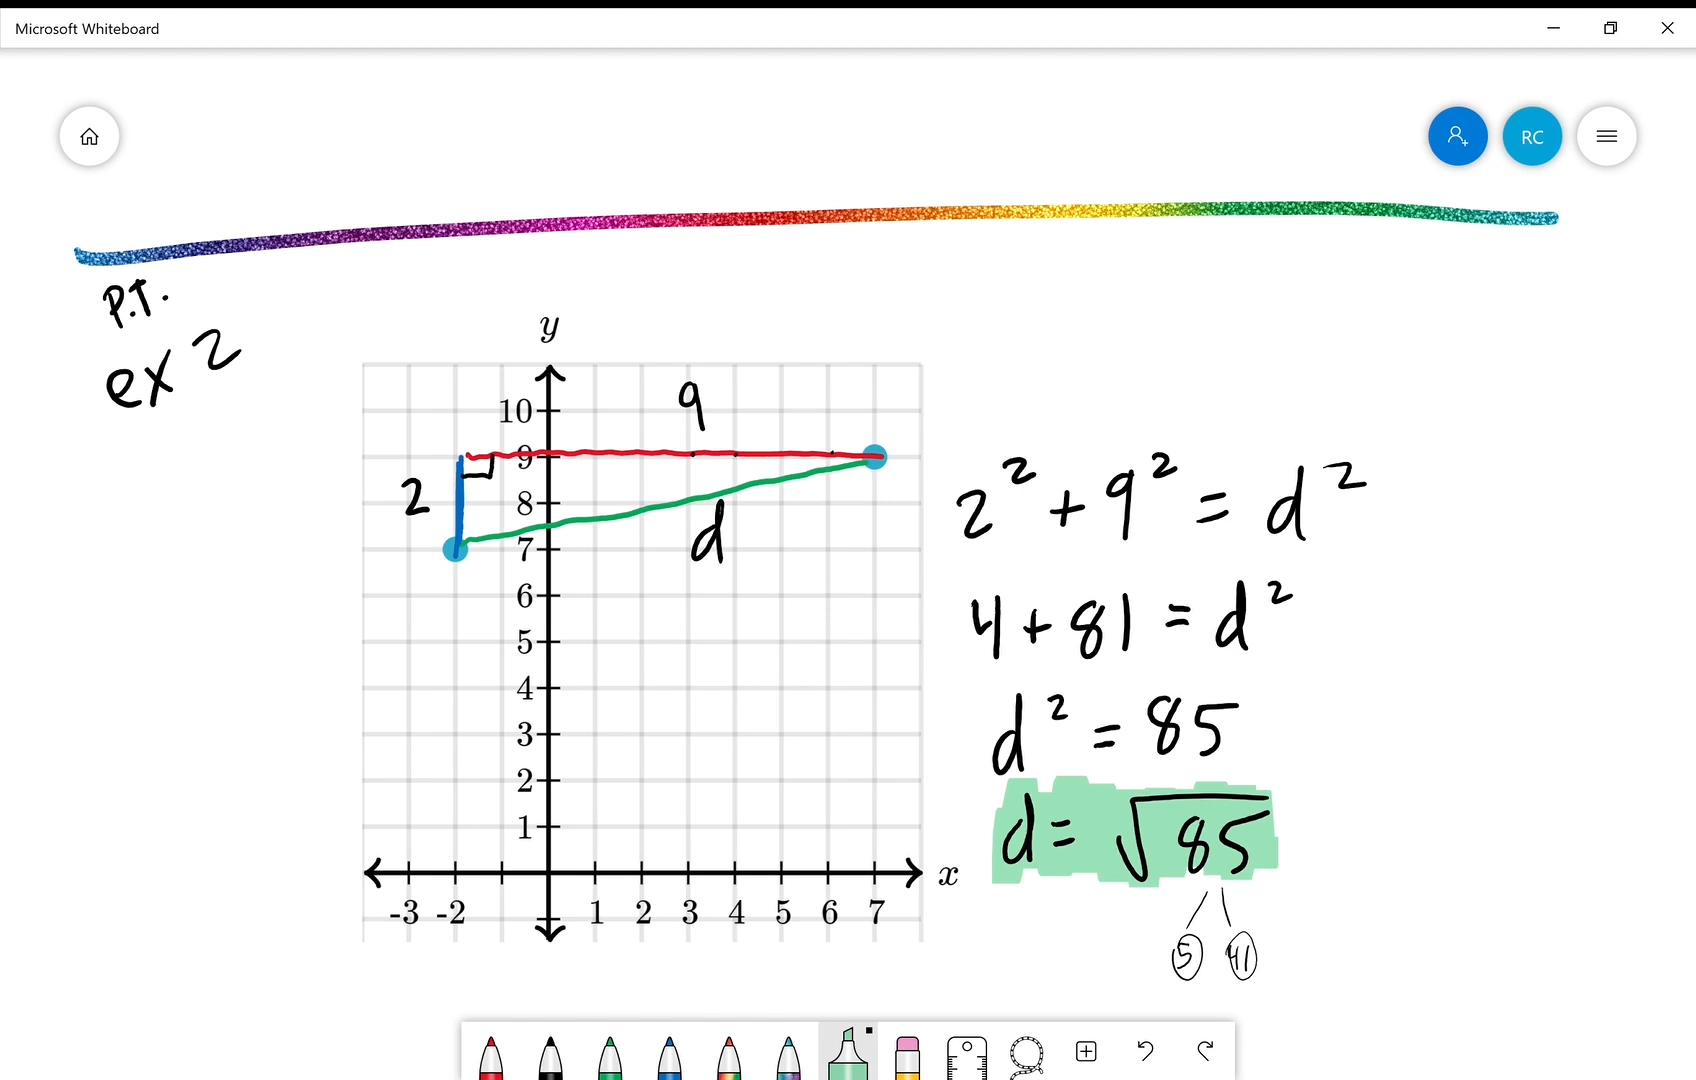 Microsoft Whiteboard
RC
P.T.
ex 2
y
10
9
8
7
6
5
4
3
2
1
-3 -2 1 2 3 4 5 6 7
x
9
2
d
2² + 9² = d²
4 + 81 = d²
d² = 85
d = √85
5 41